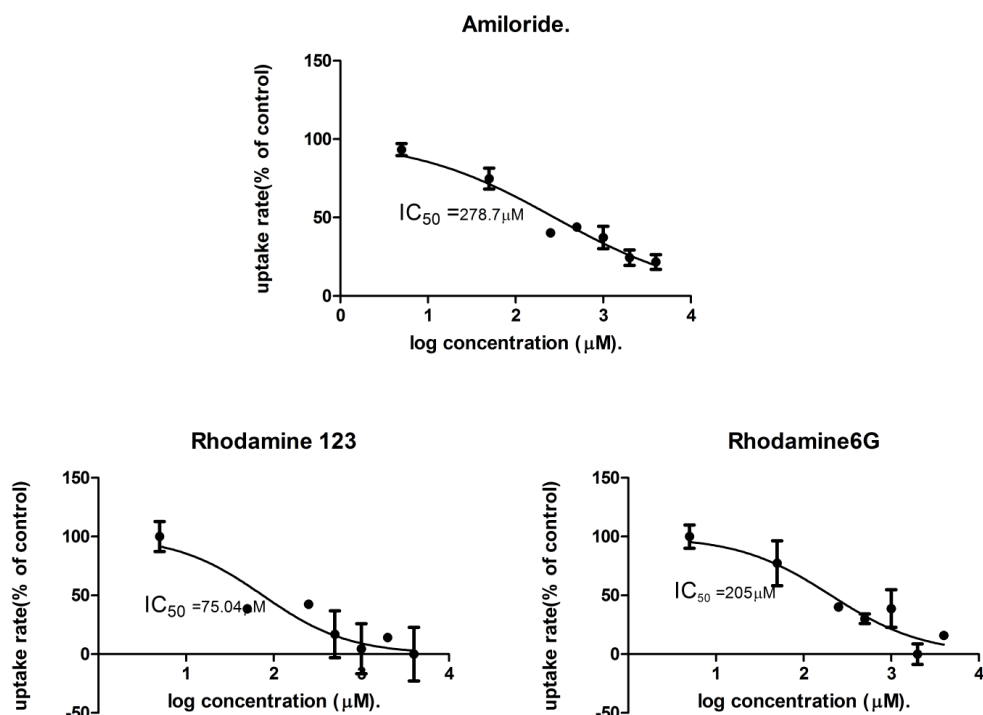 Amiloride.
150
100
50
0
uptake rate(% of control)
IC50 =278.7μM
0 1 2 3 4
log concentration (μM).
Rhodamine 123
150
100
50
0
-50
uptake rate(% of control)
IC50 =75.04μM
1 2 3 4
log concentration (μM).
Rhodamine6G
150
100
50
0
-50
uptake rate(% of control)
IC50 =205μM
1 2 3 4
log concentration (μM).